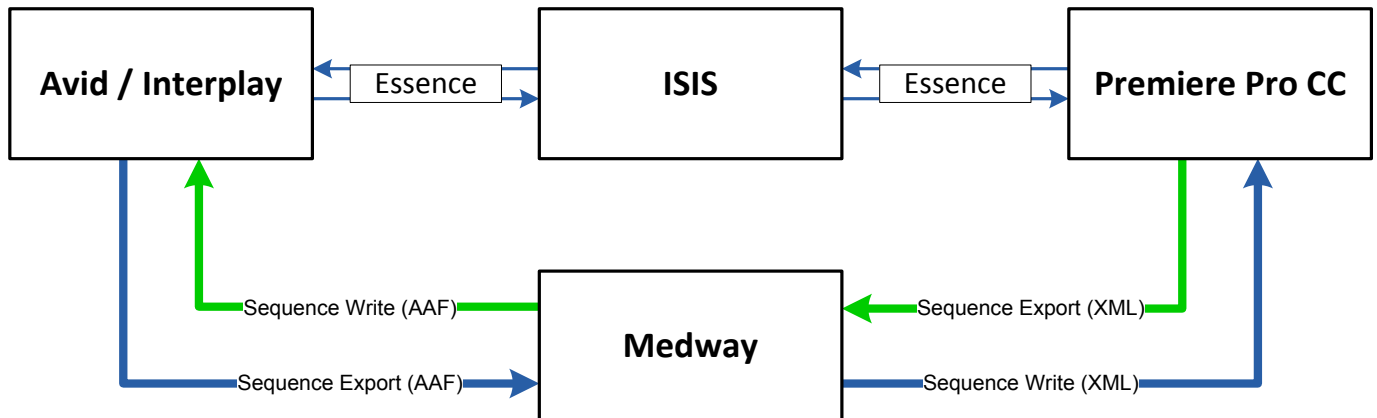 Avid / Interplay
Essence
ISIS
Essence
Premiere Pro CC
Sequence Write (AAF)
Sequence Export (XML)
Medway
Sequence Export (AAF)
Sequence Write (XML)